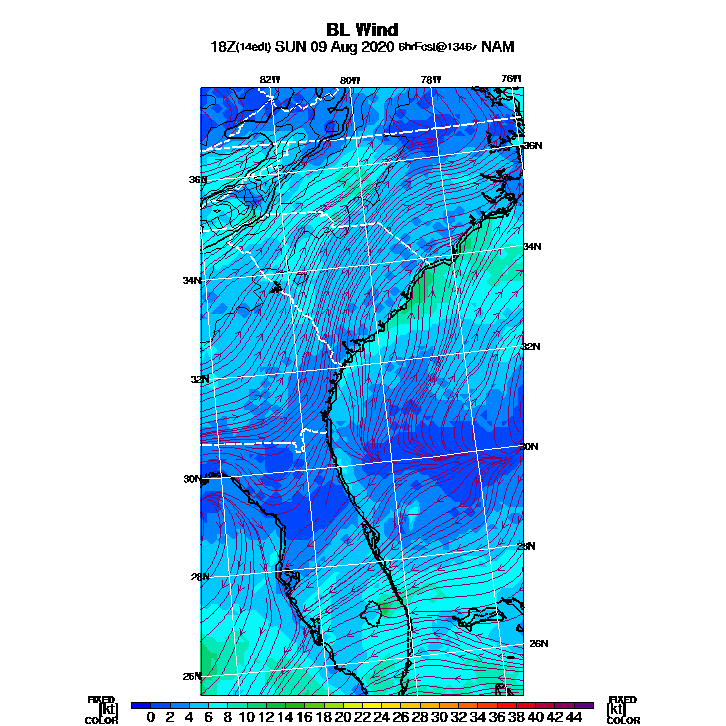 BL Wind
18Z(14edt) SUN 09 Aug 2020 6hrFcst@1346z NAM
82W 80W 78W 76W
36N
36N
34N
34N
32N
32N
30N
30N
28N
28N
26N
26N
FIXED FIXED
[kt] 0 2 4 6 8 10 12 14 16 18 20 22 24 26 28 30 32 34 36 38 40 42 44 [kt]
COLOR COLOR